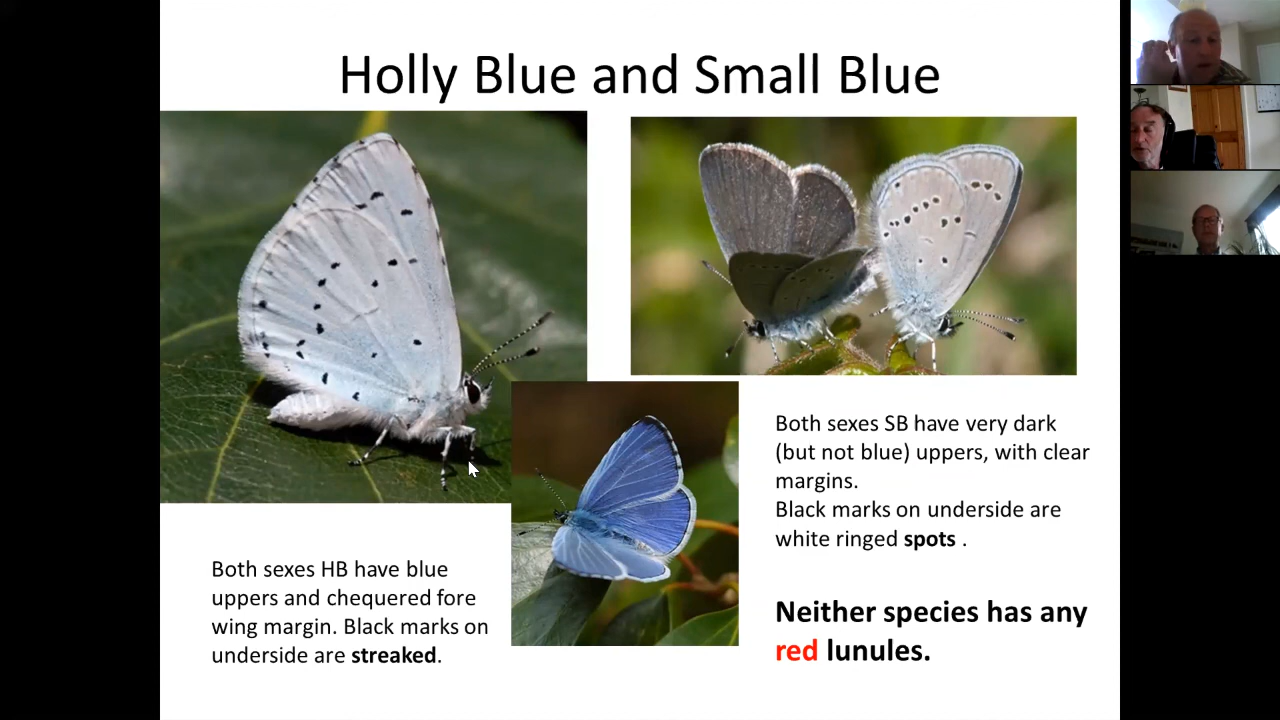 Holly Blue and Small Blue
Both sexes SB have very dark
(but not blue) uppers, with clear
margins.
Black marks on underside are
white ringed spots .
Both sexes HB have blue
uppers and chequered fore
wing margin. Black marks on
underside are streaked.
Neither species has any
red lunules.